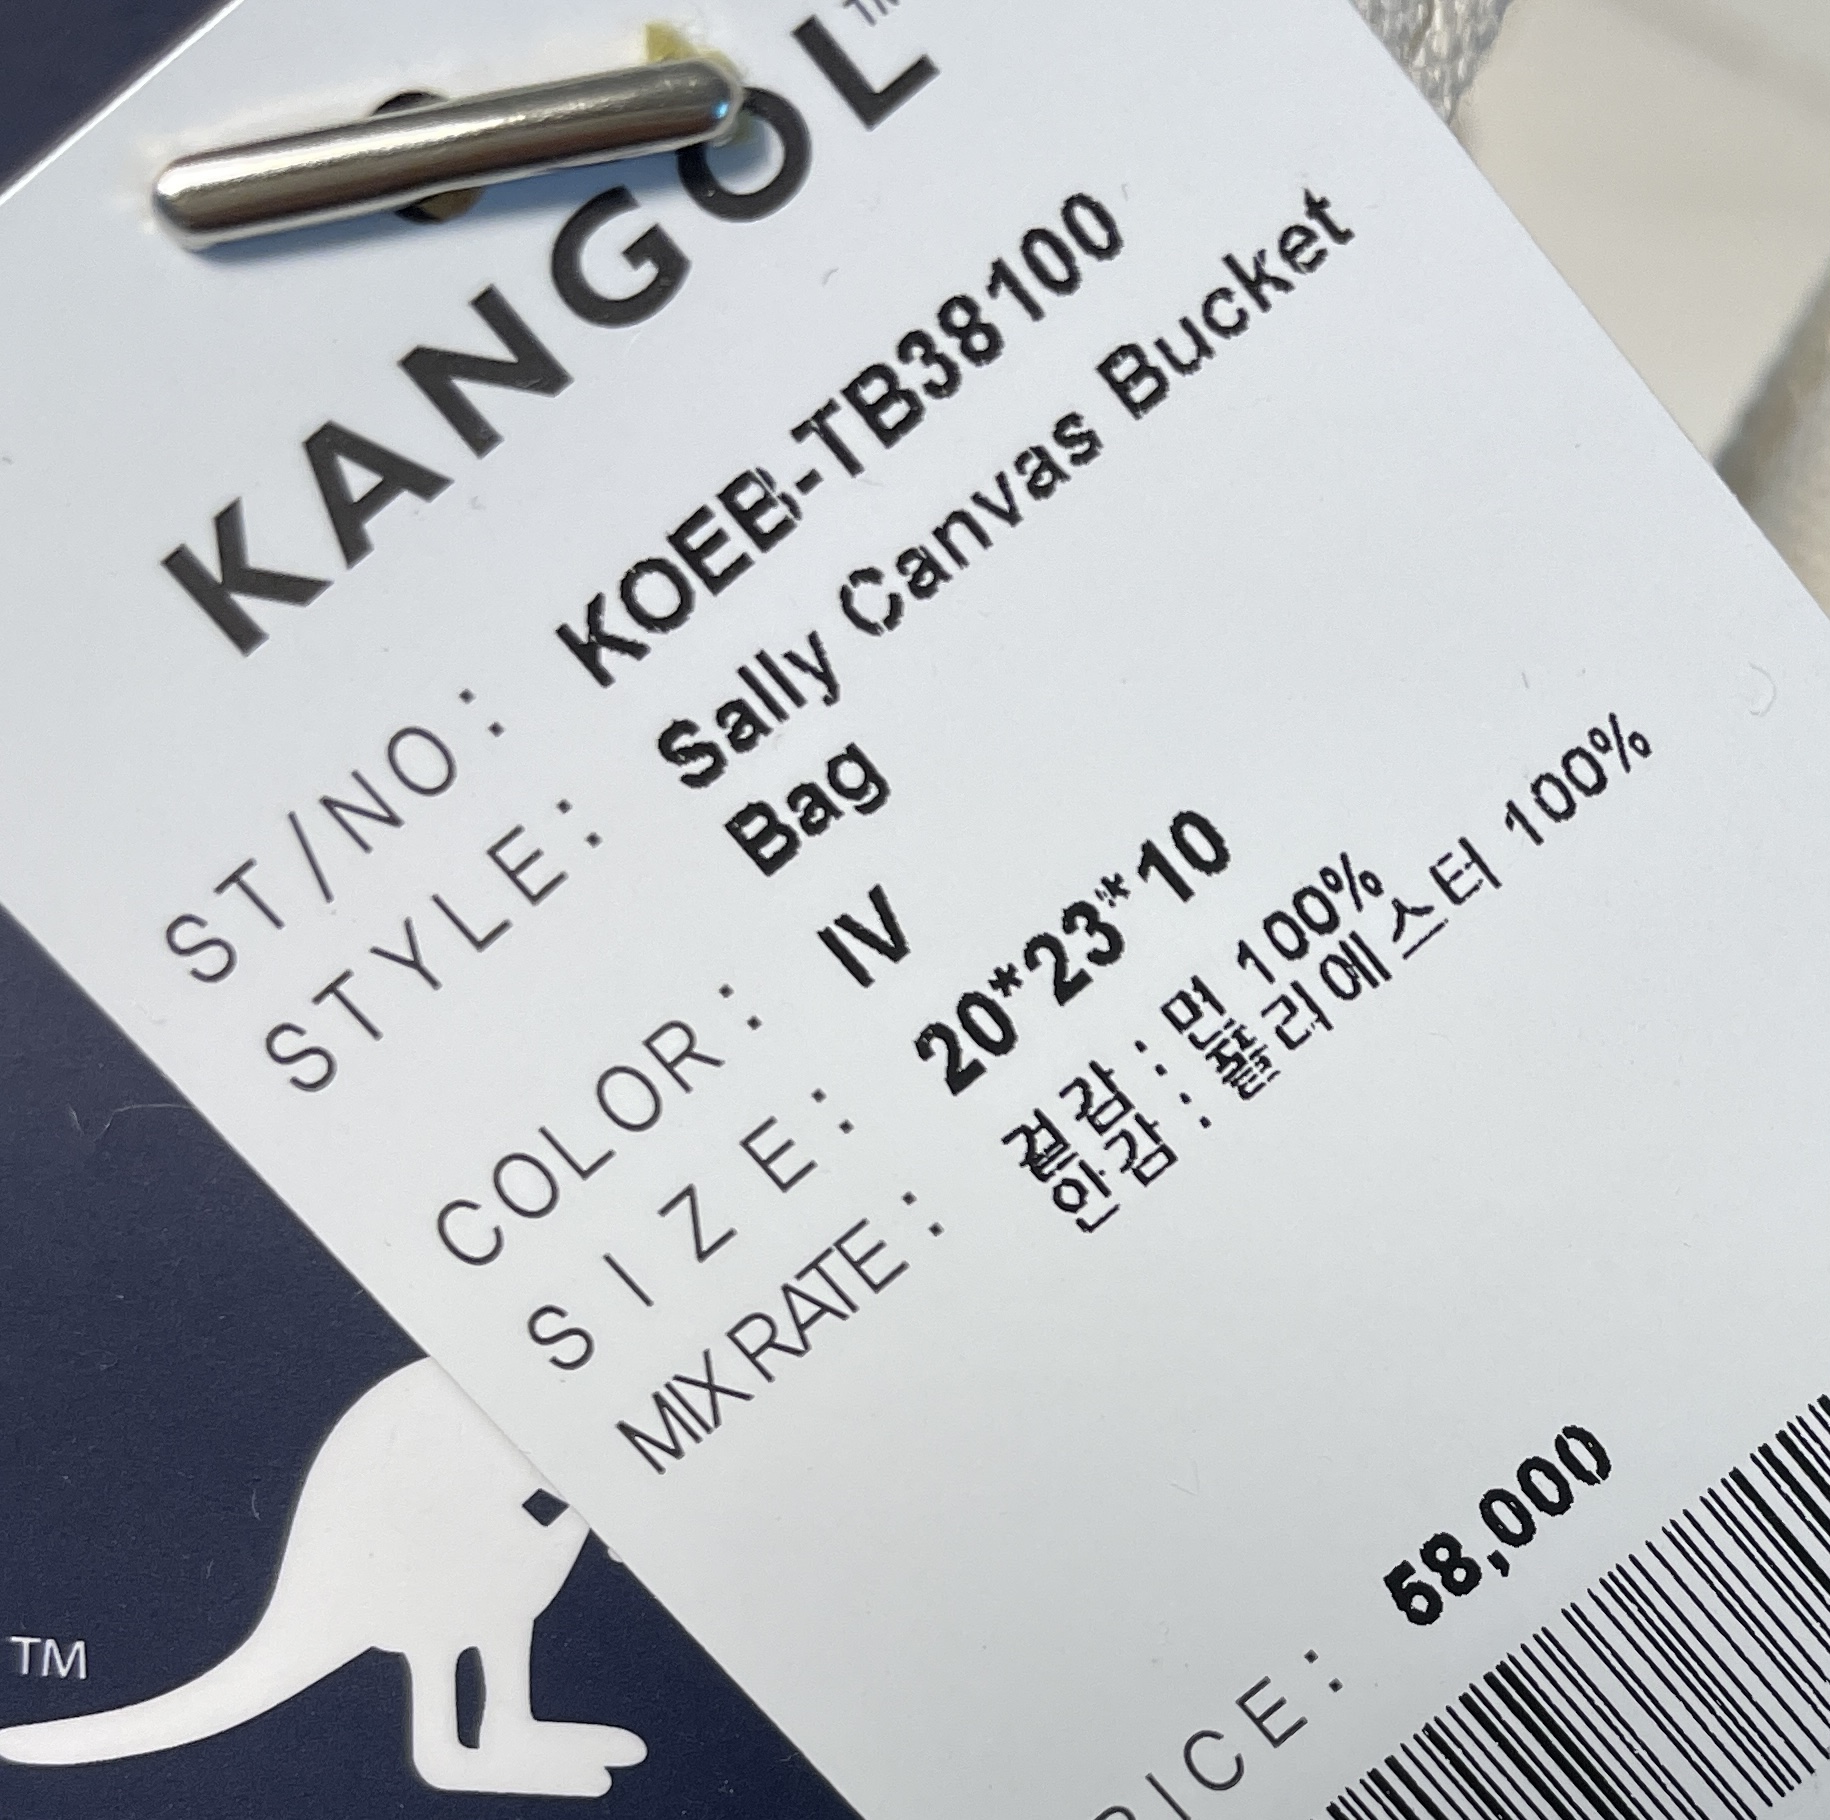 KANGOL™
ST/NO: KOEB-TB38100
STYLE: Sally Canvas Bucket
Bag
COLOR: IV
SIZE: 20*23*10
MIX RATE: 겉감 : 면 100%
안감 : 폴리에스터 100%
RICE: 58,000
TM